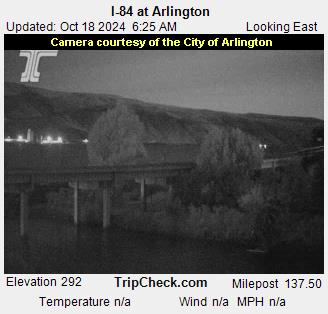 I-84 at Arlington
Updated: Oct 18 2024 6:25 AM Looking East
Camera courtesy of the City of Arlington
Elevation 292 TripCheck.com Milepost 137.50
Temperature n/a Wind n/a MPH n/a